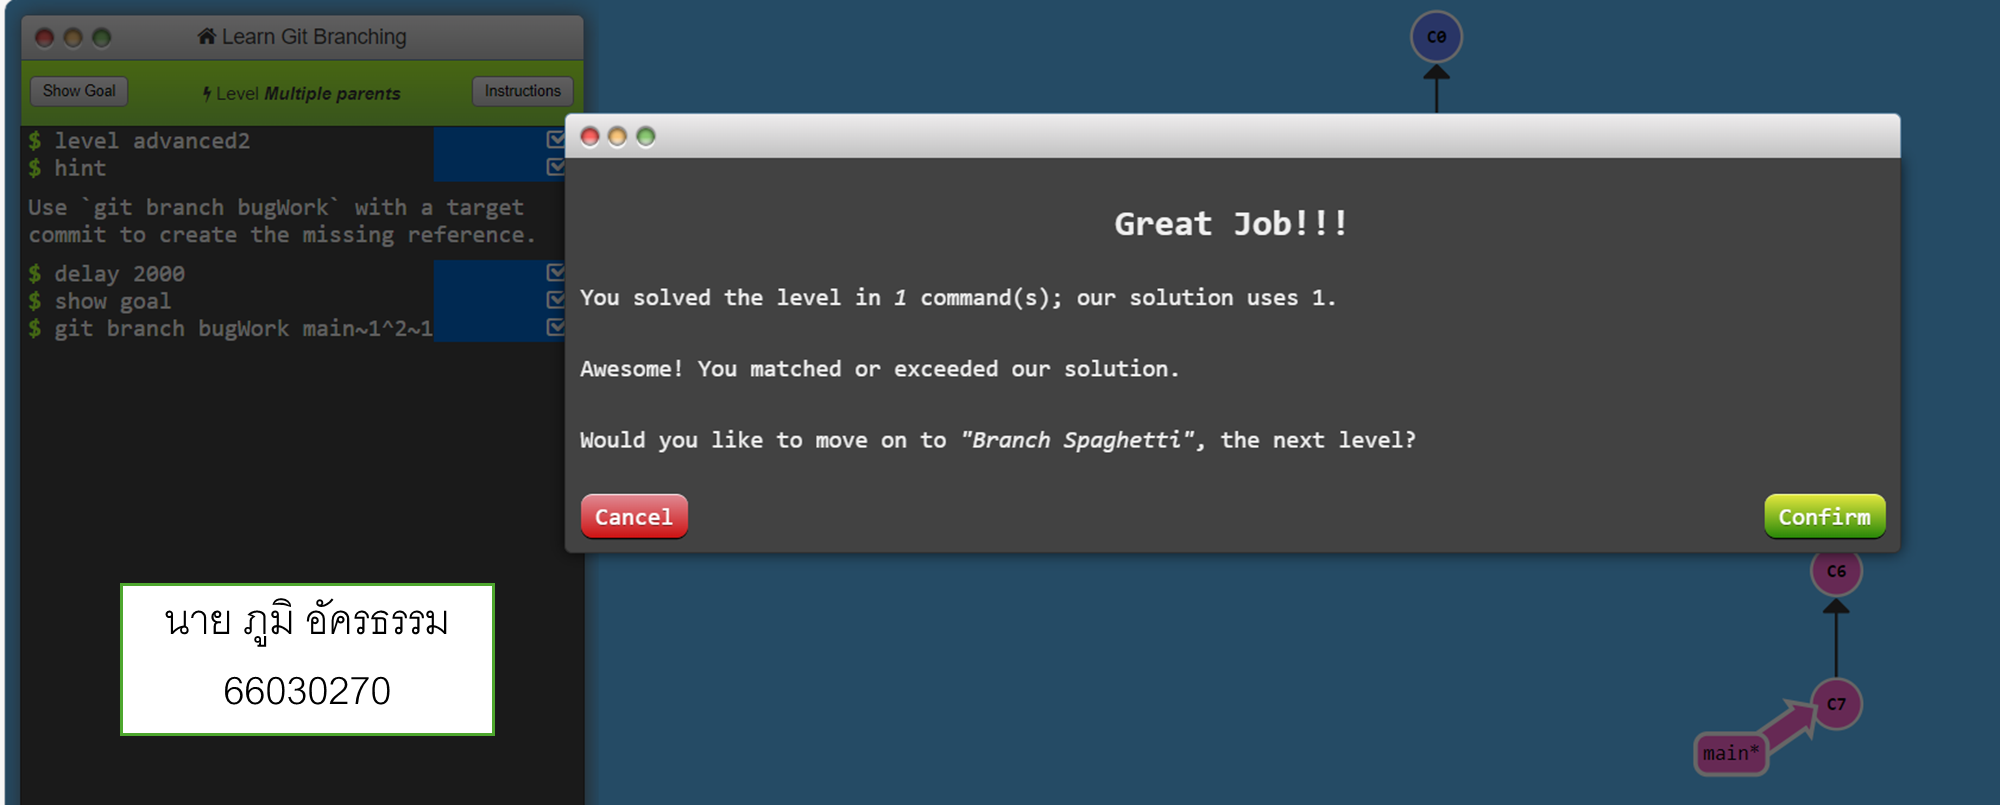 Learn Git Branching
Show Goal
Level Multiple parents
Instructions
$ level advanced2
$ hint
Use `git branch bugWork` with a target
commit to create the missing reference.
$ delay 2000
$ show goal
$ git branch bugWork main~1^2~1
นาย ภูมิ อัครธรรม
66030270
C0
Great Job!!!
You solved the level in 1 command(s); our solution uses 1.
Awesome! You matched or exceeded our solution.
Would you like to move on to "Branch Spaghetti", the next level?
Cancel
Confirm
C6
C7
main*